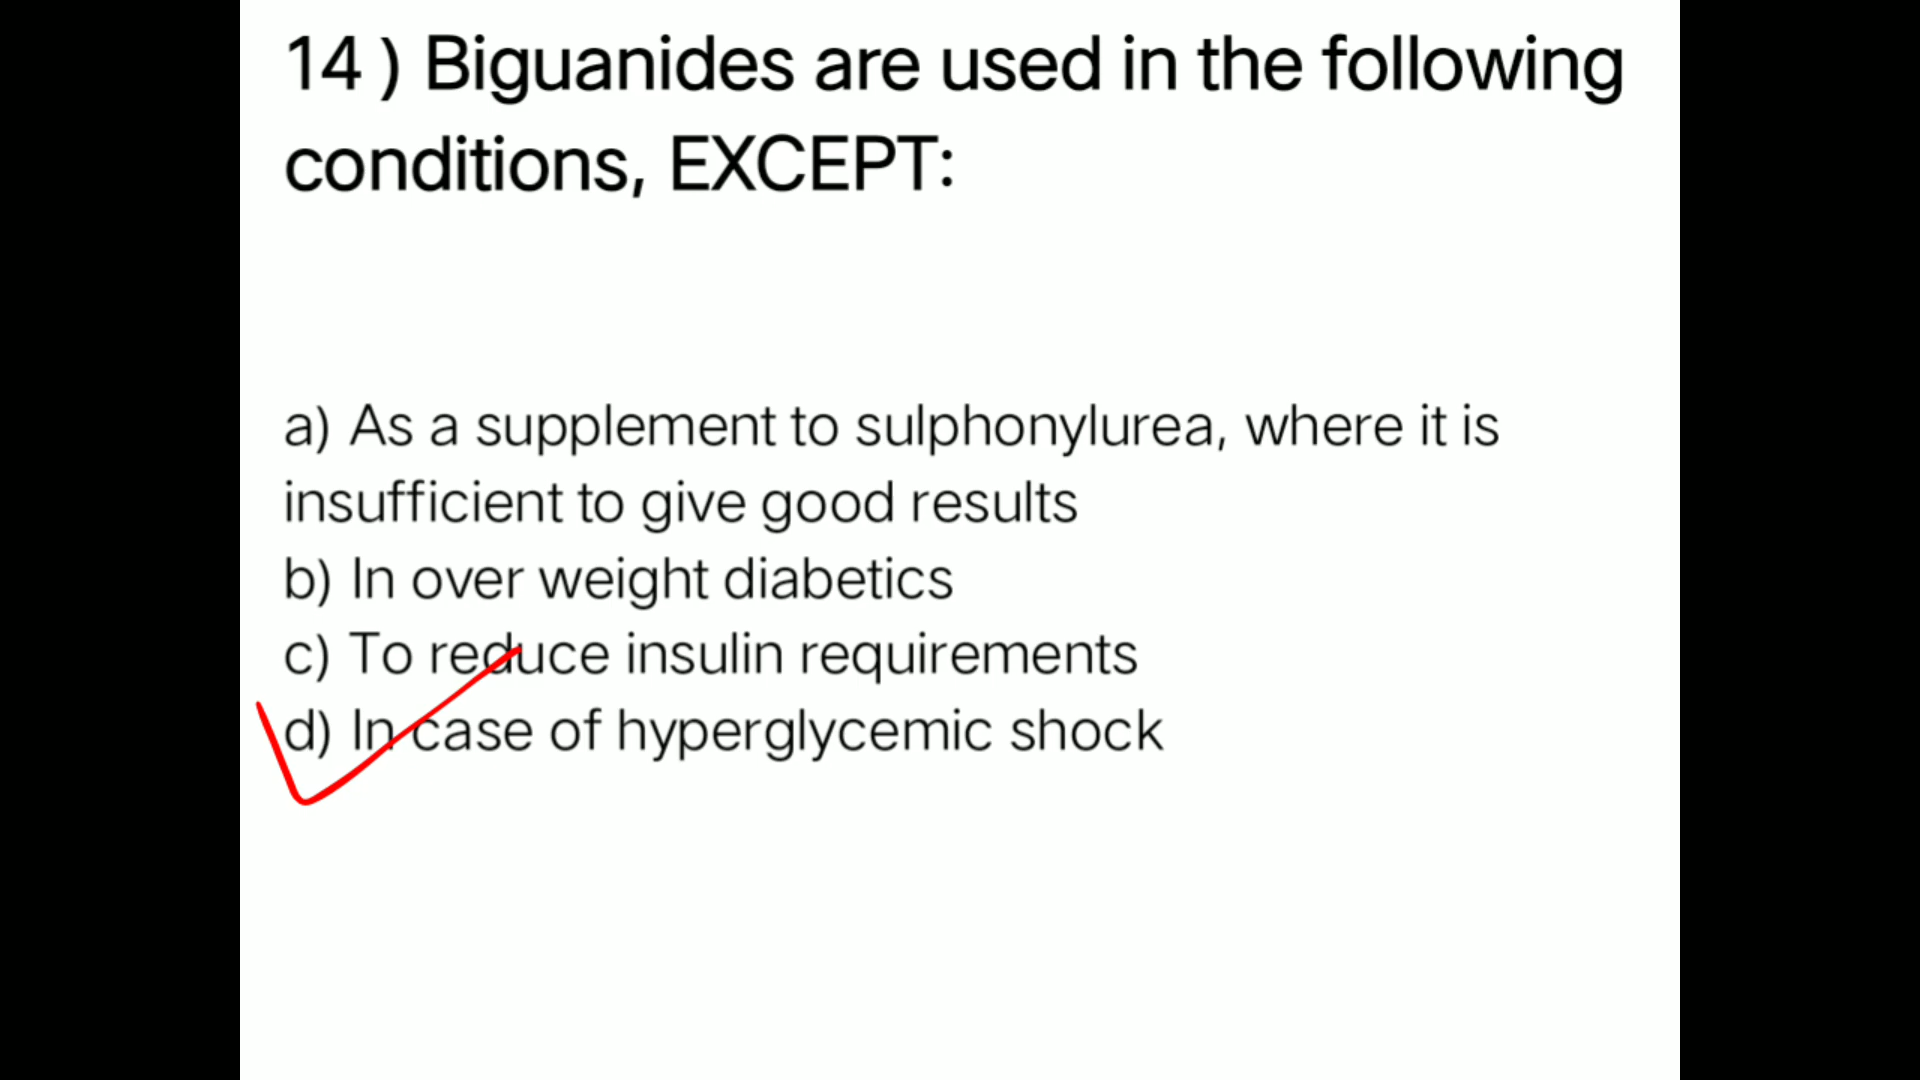 14 ) Biguanides are used in the following
conditions, EXCEPT:
a) As a supplement to sulphonylurea, where it is
insufficient to give good results
b) In over weight diabetics
c) To reduce insulin requirements
d) In case of hyperglycemic shock